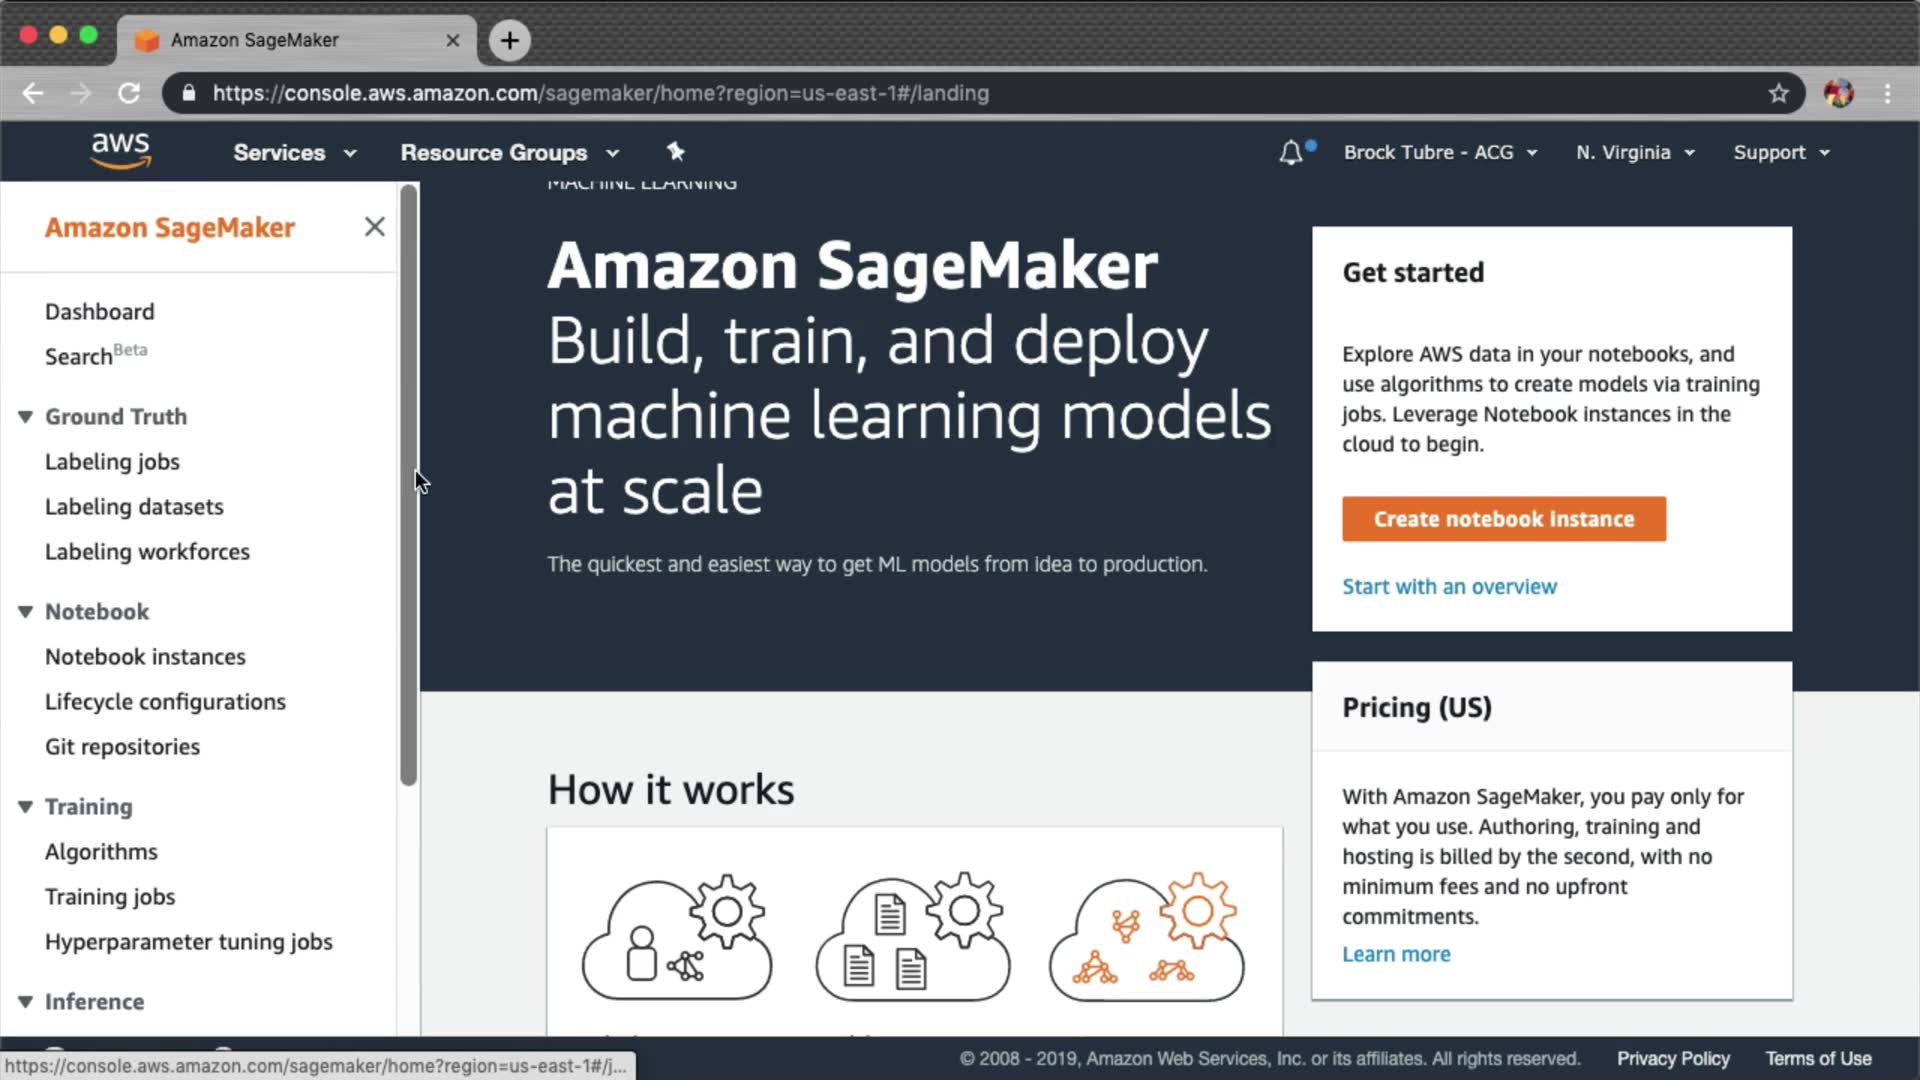 Amazon SageMaker
https://console.aws.amazon.com/sagemaker/home?region=us-east-1#/landing
aws
Services
Resource Groups
Brock Tubre - ACG
N. Virginia
Support
Amazon SageMaker
Dashboard
Search Beta
Ground Truth
Labeling jobs
Labeling datasets
Labeling workforces
Notebook
Notebook instances
Lifecycle configurations
Git repositories
Training
Algorithms
Training jobs
Hyperparameter tuning jobs
Inference
MACHINE LEARNING
Amazon SageMaker
Build, train, and deploy
machine learning models
at scale
The quickest and easiest way to get ML models from idea to production.
How it works
Get started
Explore AWS data in your notebooks, and
use algorithms to create models via training
jobs. Leverage Notebook instances in the
cloud to begin.
Create notebook instance
Start with an overview
Pricing (US)
With Amazon SageMaker, you pay only for
what you use. Authoring, training and
hosting is billed by the second, with no
minimum fees and no upfront
commitments.
Learn more
https://console.aws.amazon.com/sagemaker/home?region=us-east-1#/j...
© 2008 - 2019, Amazon Web Services, Inc. or its affiliates. All rights reserved.
Privacy Policy
Terms of Use